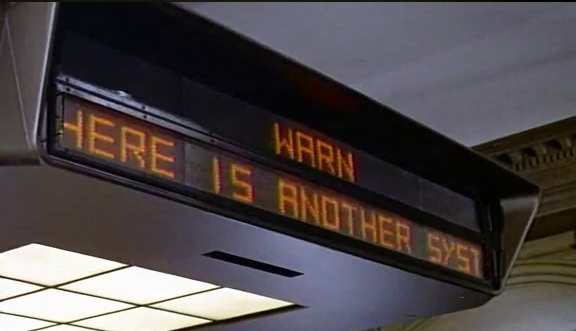 WARN
HERE IS ANOTHER SYST